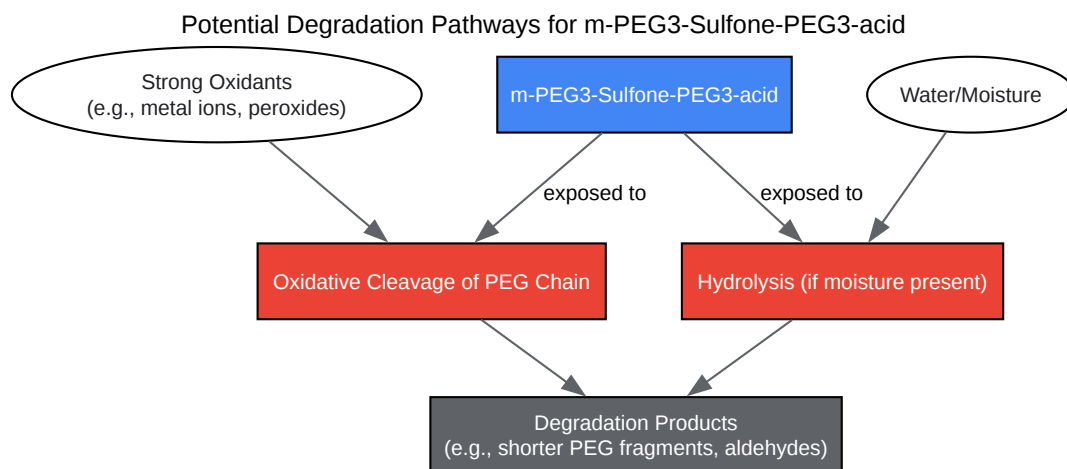 Potential Degradation Pathways for m-PEG3-Sulfone-PEG3-acid
Strong Oxidants
(e.g., metal ions, peroxides)
m-PEG3-Sulfone-PEG3-acid
Water/Moisture
exposed to
exposed to
Oxidative Cleavage of PEG Chain
Hydrolysis (if moisture present)
Degradation Products
(e.g., shorter PEG fragments, aldehydes)